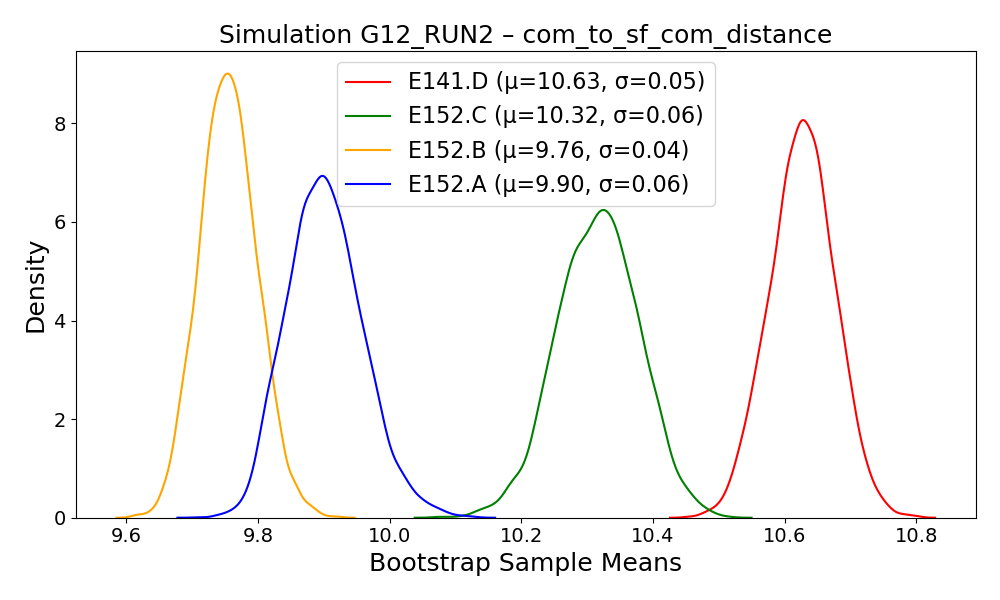 Simulation G12_RUN2 – com_to_sf_com_distance
E141.D (μ=10.63, σ=0.05)
E152.C (μ=10.32, σ=0.06)
E152.B (μ=9.76, σ=0.04)
E152.A (μ=9.90, σ=0.06)
Density
8
6
4
2
0
9.6 9.8 10.0 10.2 10.4 10.6 10.8
Bootstrap Sample Means